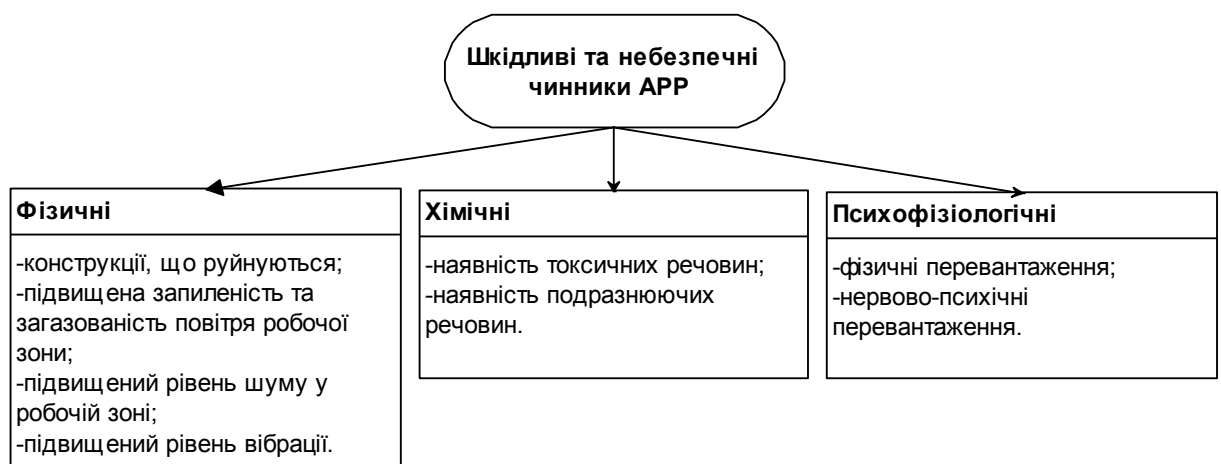 Шкідливі та небезпечні
чинники АРР
Фізичні
-конструкції, що руйнуються;
-підвищена запиленість та
загазованість повітря робочої
зони;
-підвищений рівень шуму у
робочій зоні;
-підвищений рівень вібрації.
Хімічні
-наявність токсичних речовин;
-наявність подразнюючих
речовин.
Психофізіологічні
-фізичні перевантаження;
-нервово-психічні
перевантаження.